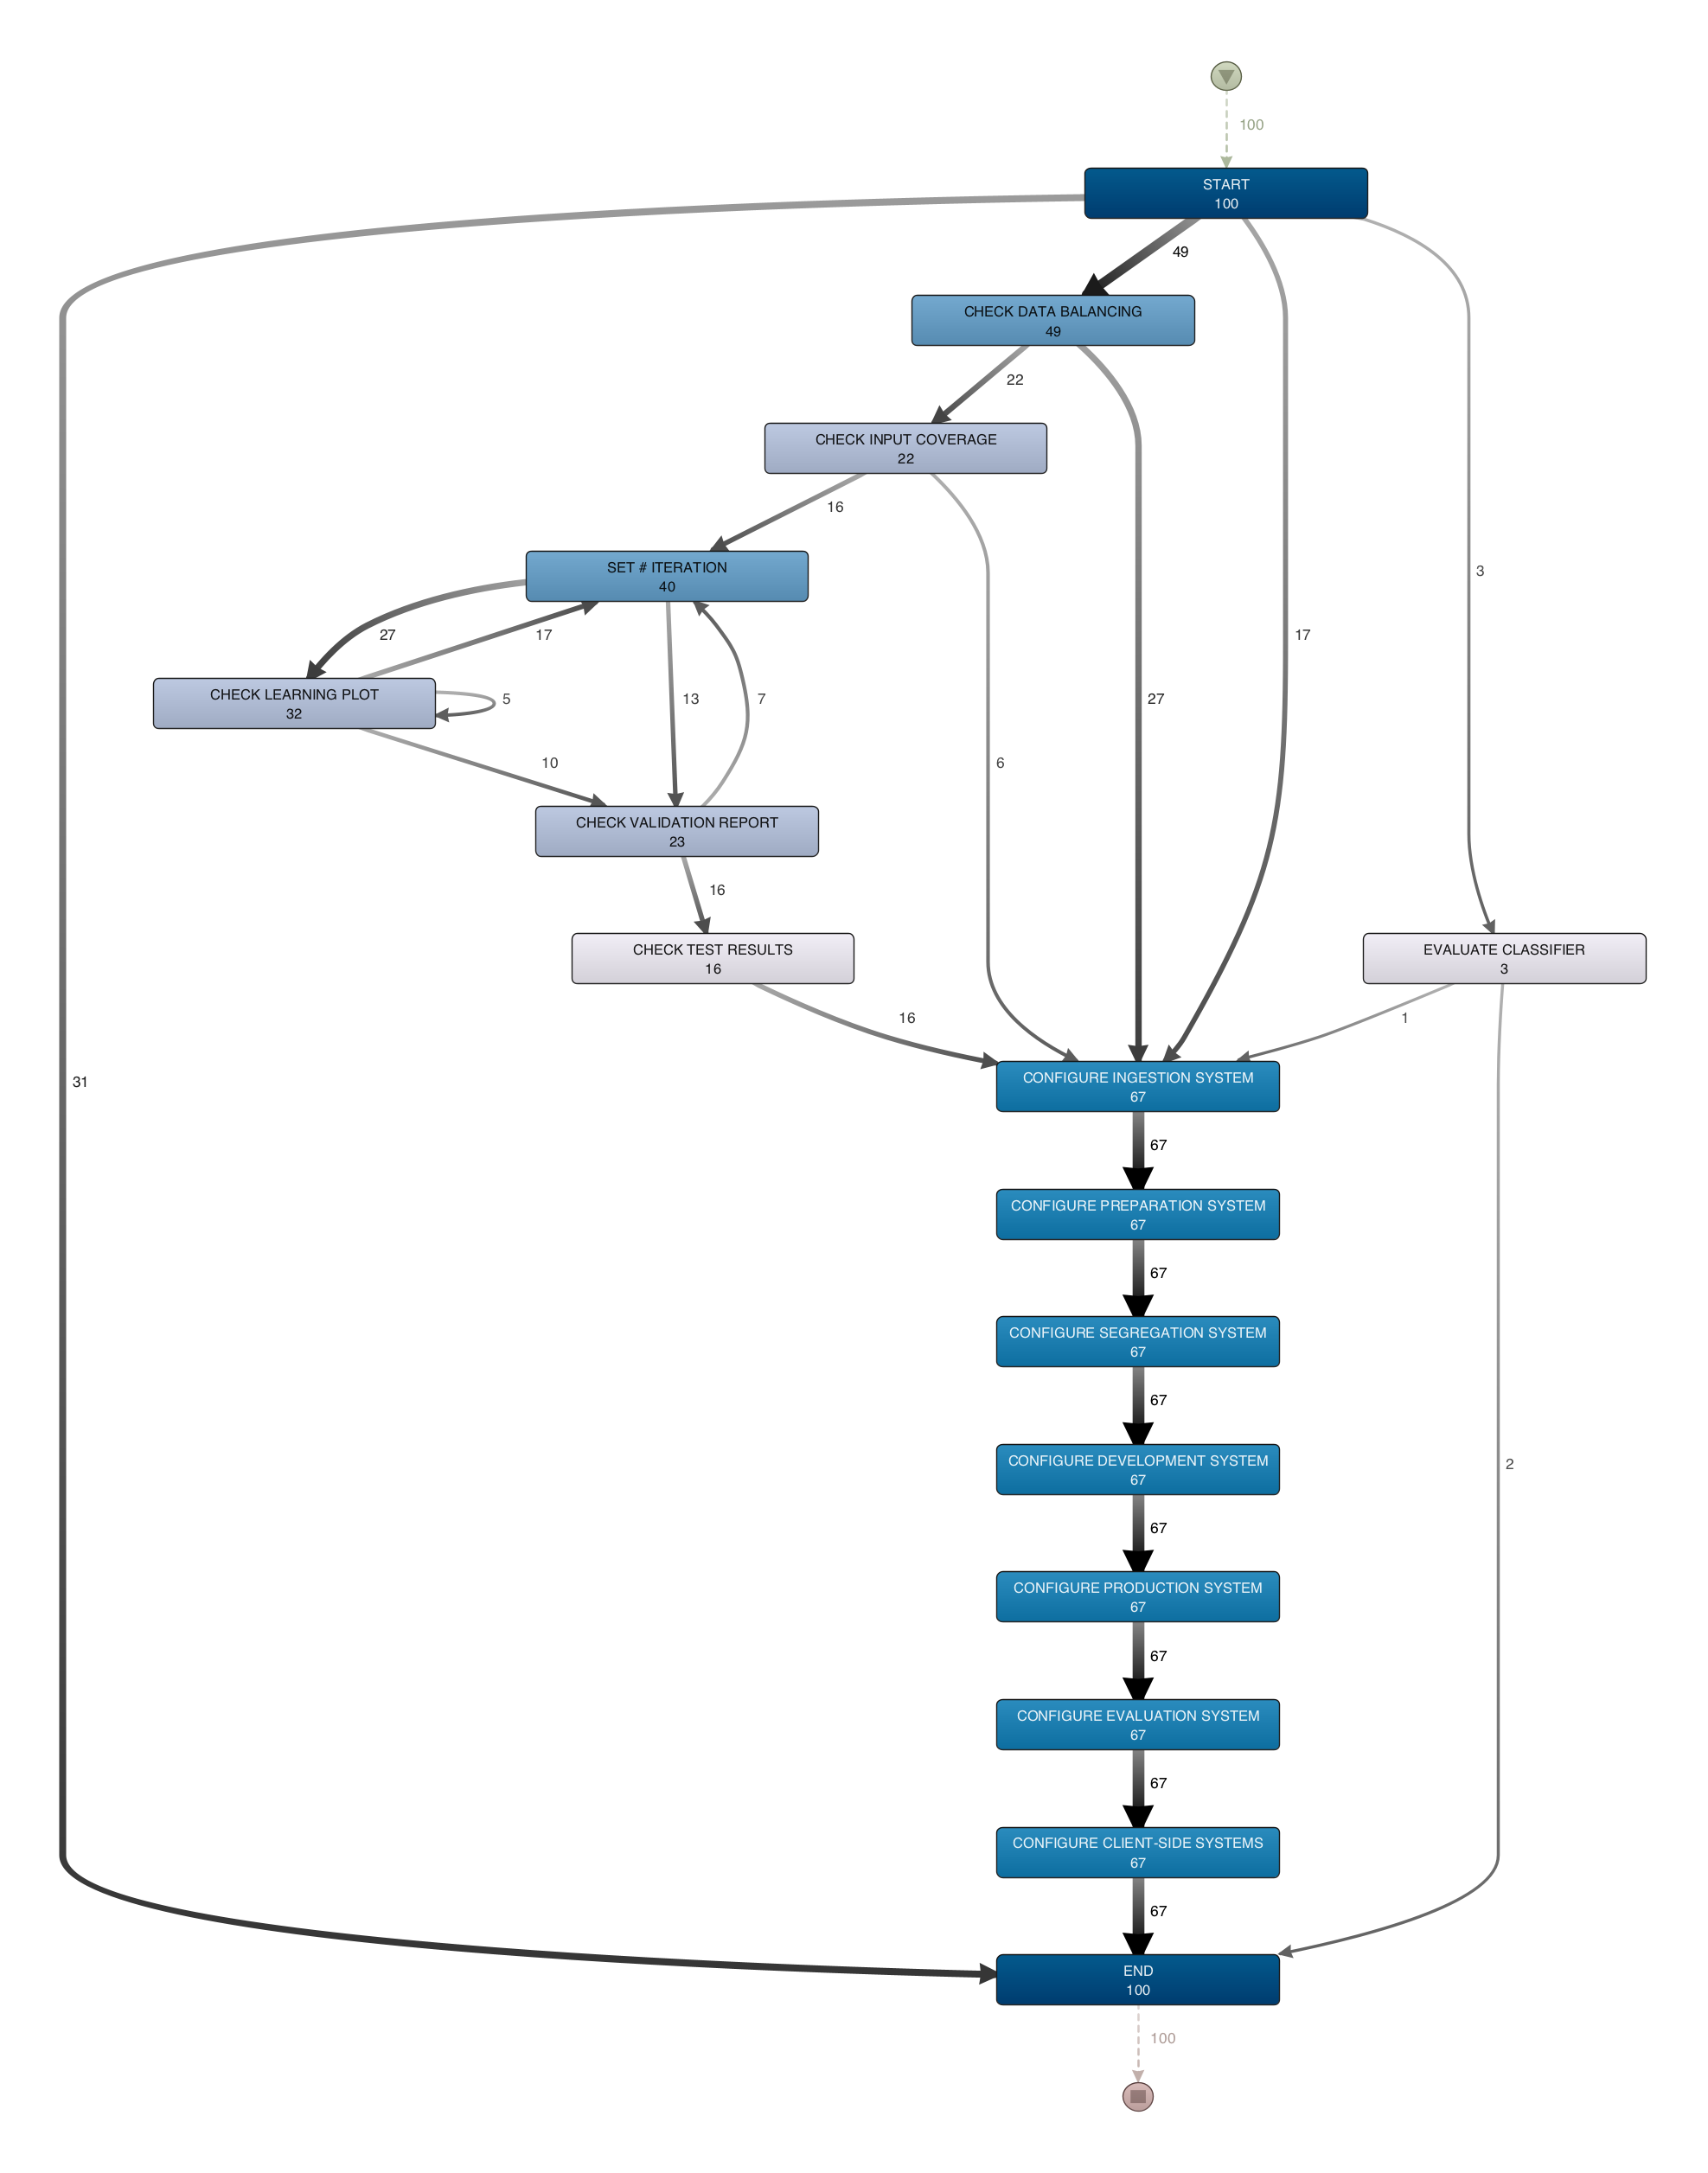 100
START
100
49
CHECK DATA BALANCING
49
22
CHECK INPUT COVERAGE
22
16
3
SET # ITERATION
40
27
17
17
CHECK LEARNING PLOT
32
5
13
7
27
10
6
CHECK VALIDATION REPORT
23
16
CHECK TEST RESULTS
16
EVALUATE CLASSIFIER
3
16
1
CONFIGURE INGESTION SYSTEM
67
31
67
CONFIGURE PREPARATION SYSTEM
67
67
CONFIGURE SEGREGATION SYSTEM
67
67
CONFIGURE DEVELOPMENT SYSTEM
67
2
67
CONFIGURE PRODUCTION SYSTEM
67
67
CONFIGURE EVALUATION SYSTEM
67
67
CONFIGURE CLIENT-SIDE SYSTEMS
67
67
END
100
100